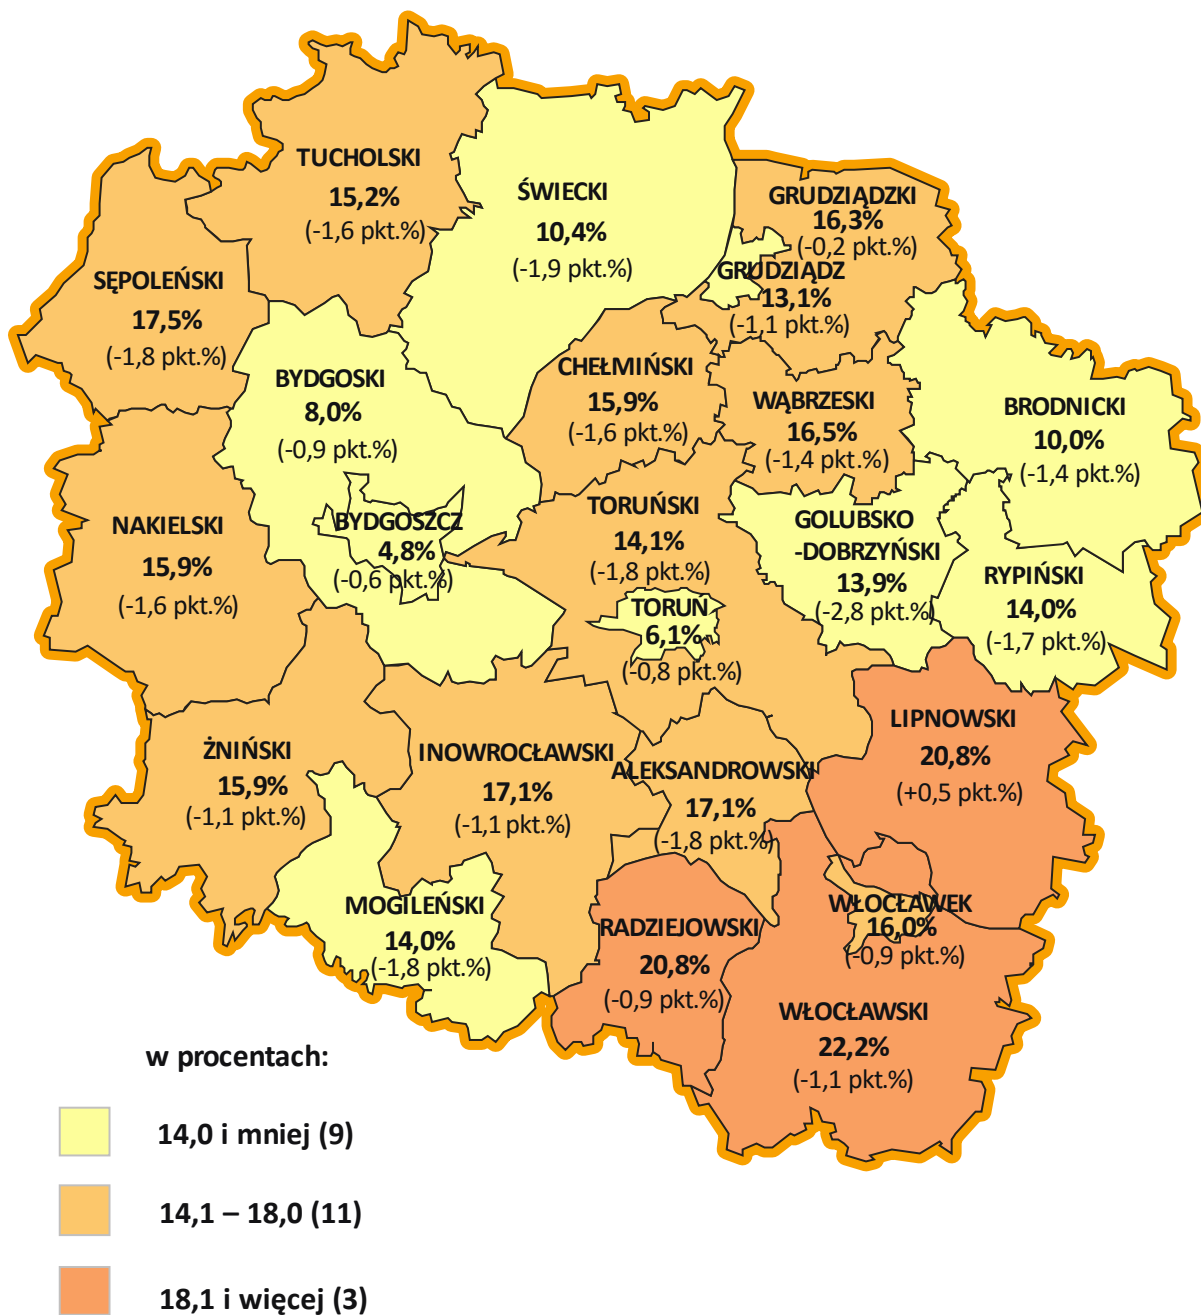 TUCHOLSKI
15,2%
(-1,6 pkt.%)
ŚWIECKI
10,4%
(-1,9 pkt.%)
GRUDZIĄDZKI
16,3%
(-0,2 pkt.%)
GRUDZIĄDZ
13,1%
(-1,1 pkt.%)
SĘPOLEŃSKI
17,5%
(-1,8 pkt.%)
BYDGOSKI
8,0%
(-0,9 pkt.%)
CHEŁMIŃSKI
15,9%
(-1,6 pkt.%)
WĄBRZESKI
16,5%
(-1,4 pkt.%)
BRODNICKI
10,0%
(-1,4 pkt.%)
NAKIELSKI
15,9%
(-1,6 pkt.%)
BYDGOSZCZ
4,8%
(-0,6 pkt.%)
TORUŃSKI
14,1%
(-1,8 pkt.%)
GOLUBSKO
-DOBRZYŃSKI
13,9%
(-2,8 pkt.%)
RYPIŃSKI
14,0%
(-1,7 pkt.%)
TORUŃ
6,1%
(-0,8 pkt.%)
ŻNIŃSKI
15,9%
(-1,1 pkt.%)
INOWROCŁAWSKI
17,1%
(-1,1 pkt.%)
ALEKSANDROWSKI
17,1%
(-1,8 pkt.%)
LIPNOWSKI
20,8%
(+0,5 pkt.%)
MOGILEŃSKI
14,0%
(-1,8 pkt.%)
RADZIEJOWSKI
20,8%
(-0,9 pkt.%)
WŁOCŁAWEK
16,0%
(-0,9 pkt.%)
WŁOCŁAWSKI
22,2%
(-1,1 pkt.%)
w procentach:
14,0 i mniej (9)
14,1 – 18,0 (11)
18,1 i więcej (3)